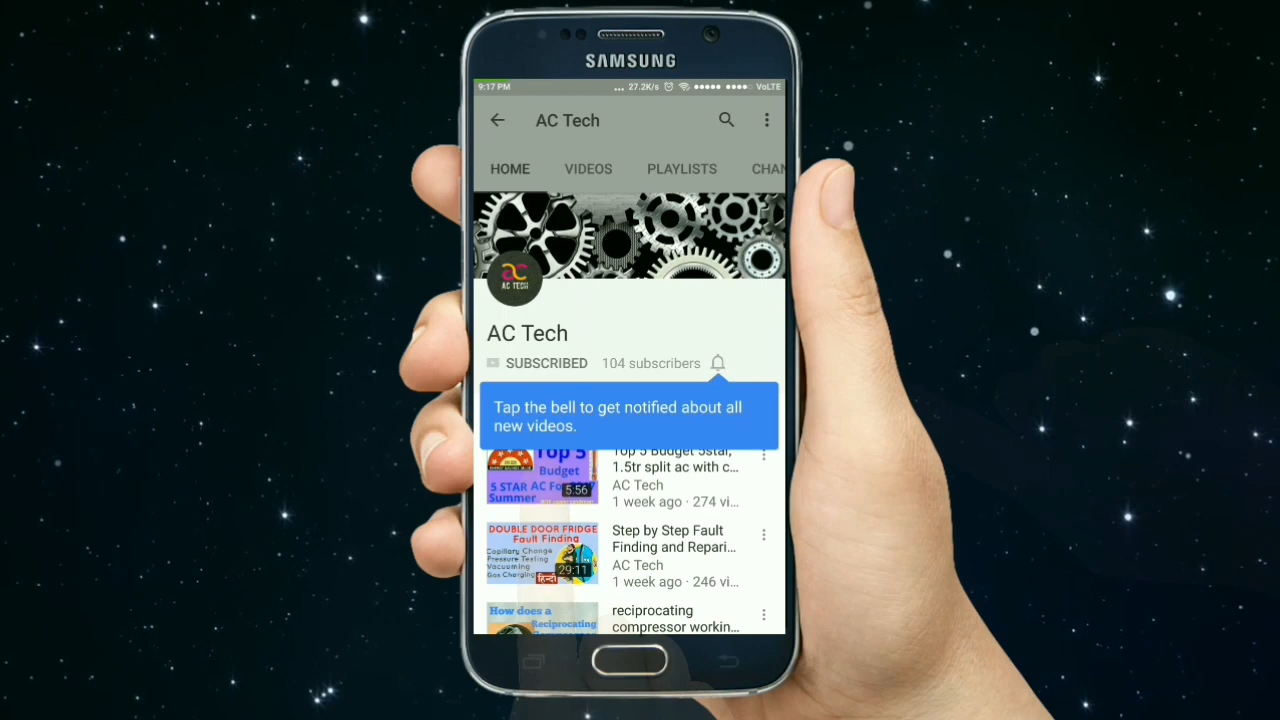 SAMSUNG
9:17 PM ... 27.2K/s VoLTE
AC Tech
HOME VIDEOS PLAYLISTS CHAN
AC TECH
AC Tech
SUBSCRIBED 104 subscribers
Tap the bell to get notified about all
new videos.
Top 5
Budget
5 STAR AC For
Summer
5:56
Top 5 Budget 5star,
1.5tr split ac with c...
AC Tech
1 week ago · 274 vi...
DOUBLE DOOR FRIDGE
Fault Finding
Capillary Change
Pressure Testing
Vacuuming
Gas Charging
हिन्दी
29:11
Step by Step Fault
Finding and Repari...
AC Tech
1 week ago · 246 vi...
How does a
Reciprocating
reciprocating
compressor workin...